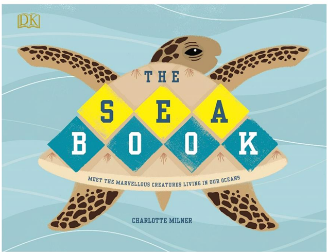 DK
THE
SEA
BOOK
MEET THE MARVELLOUS CREATURES LIVING IN OUR OCEANS
CHARLOTTE MILNER